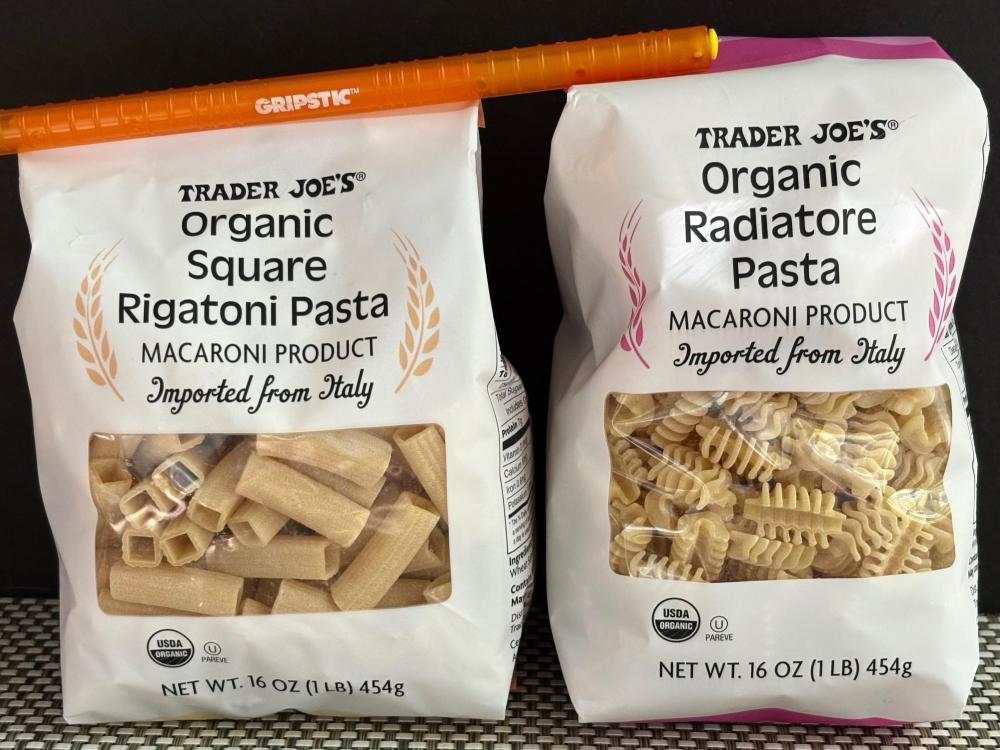 GRIPSTIC™
TRADER JOE'S®
Organic
Square
Rigatoni Pasta
MACARONI PRODUCT
Imported from Italy
USDA
ORGANIC
U
PAREVE
NET WT. 16 OZ (1 LB) 454g
Protein
TRADER JOE'S®
Organic
Radiatore
Pasta
MACARONI PRODUCT
Imported from Italy
USDA
ORGANIC
U
PAREVE
NET WT. 16 OZ (1 LB) 454g